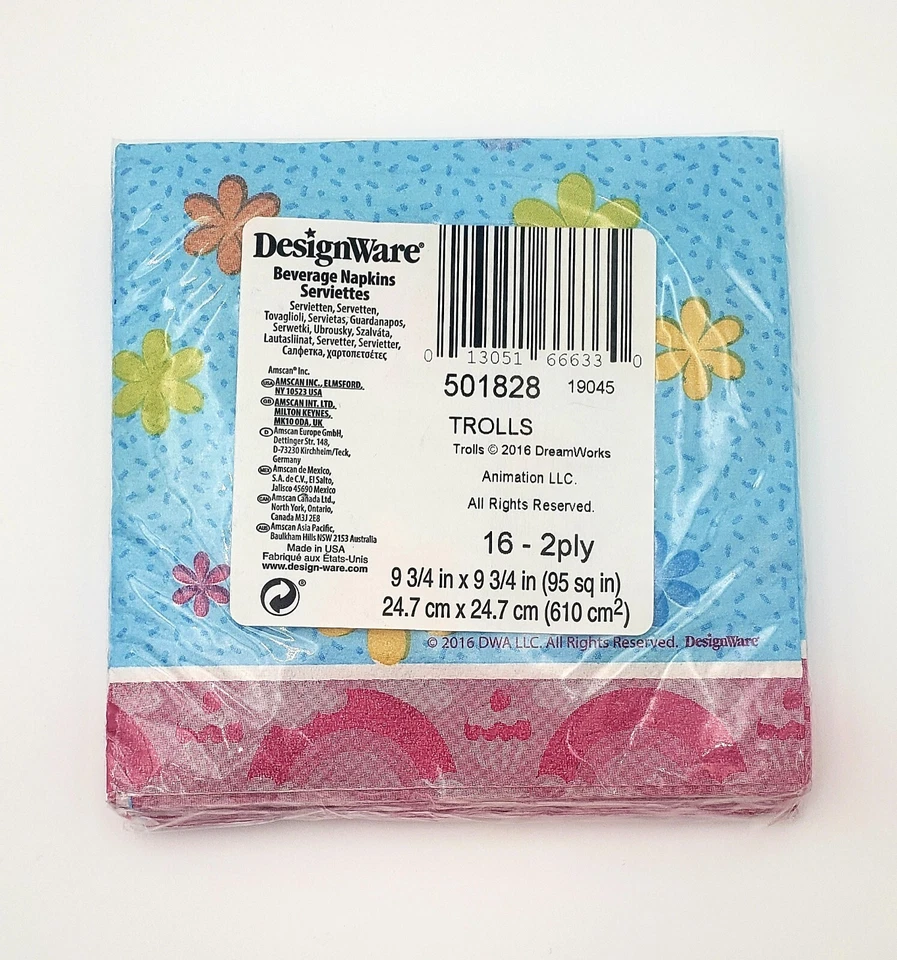 DesignWare®
Beverage Napkins
Serviettes
Servietten, Servetten,
Tovaglioli, Servietas, Guardanapos,
Serwetki, Ubrousky, Szalváta,
Lautasliinat, Servetter, Servietter,
Салфетка, χαρτοπετσέτες
Amscan® Inc.
USA AMSCAN INC., ELMSFORD,
NY 10523 USA
GB AMSCAN INT. LTD,
MILTON KEYNES,
MK10 0DA, UK
D Amscan Europe GmbH,
Dettinger Str. 148,
D-73230 Kirchheim/Teck,
Germany
MEX Amscan de Mexico,
S.A. de C.V., El Salto,
Jalisco 45690 Mexico
CAN Amscan Canada Ltd.,
North York, Ontario,
Canada M3J 2E8
AUS Amscan Asia Pacific,
Baulkham Hills NSW 2153 Australia
Made in USA
Fabriqué aux États-Unis
www.design-ware.com
®
0 13051 66633 0
501828 19045
TROLLS
Trolls © 2016 DreamWorks
Animation LLC.
All Rights Reserved.
16 - 2ply
9 3/4 in x 9 3/4 in (95 sq in)
24.7 cm x 24.7 cm (610 cm²)
© 2016 DWA LLC. All Rights Reserved. DesignWare®